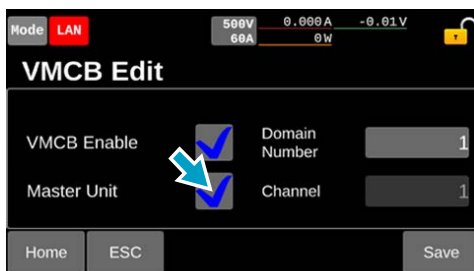 Mode LAN 500V 0.000A -0.01V
60A 0W
VMCB Edit
VMCB Enable Domain Number 1
Master Unit Channel 1
Home ESC Save